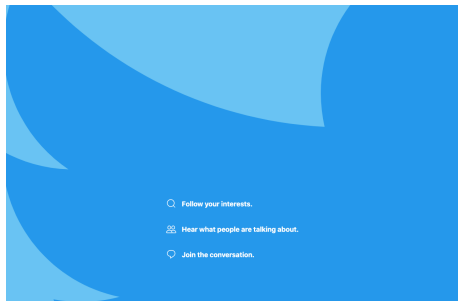 Follow your interests.
Hear what people are talking about.
Join the conversation.